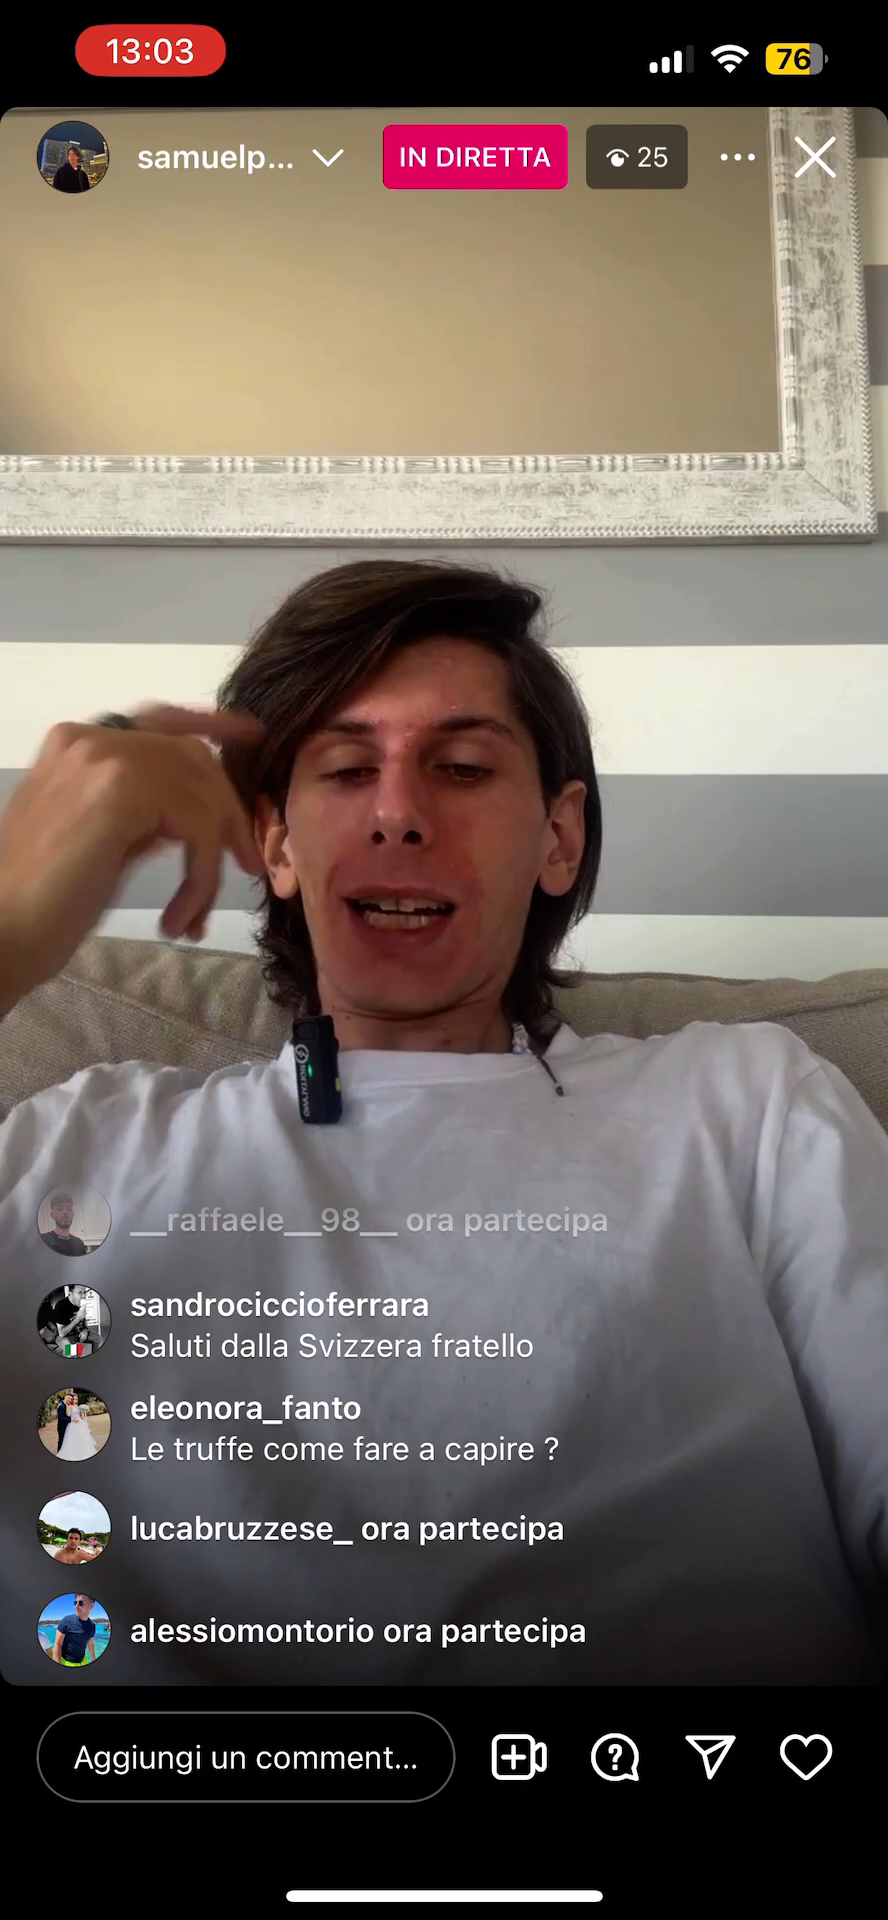 13:03
76
samuelp...
IN DIRETTA
25
__raffaele__98__ ora partecipa
sandrociccioferrara
Saluti dalla Svizzera fratello
eleonora_fanto
Le truffe come fare a capire ?
lucabruzzese_ ora partecipa
alessiomontorio ora partecipa
Aggiungi un comment...